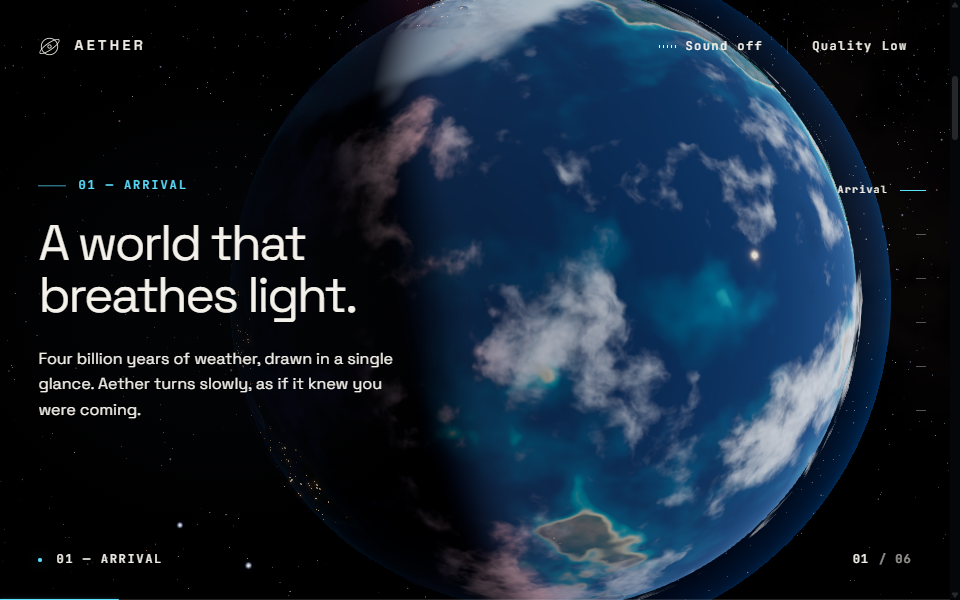 AETHER
Sound off
Quality Low
01 — ARRIVAL
Arrival
A world that
breathes light.
Four billion years of weather, drawn in a single
glance. Aether turns slowly, as if it knew you
were coming.
01 — ARRIVAL
01 / 06